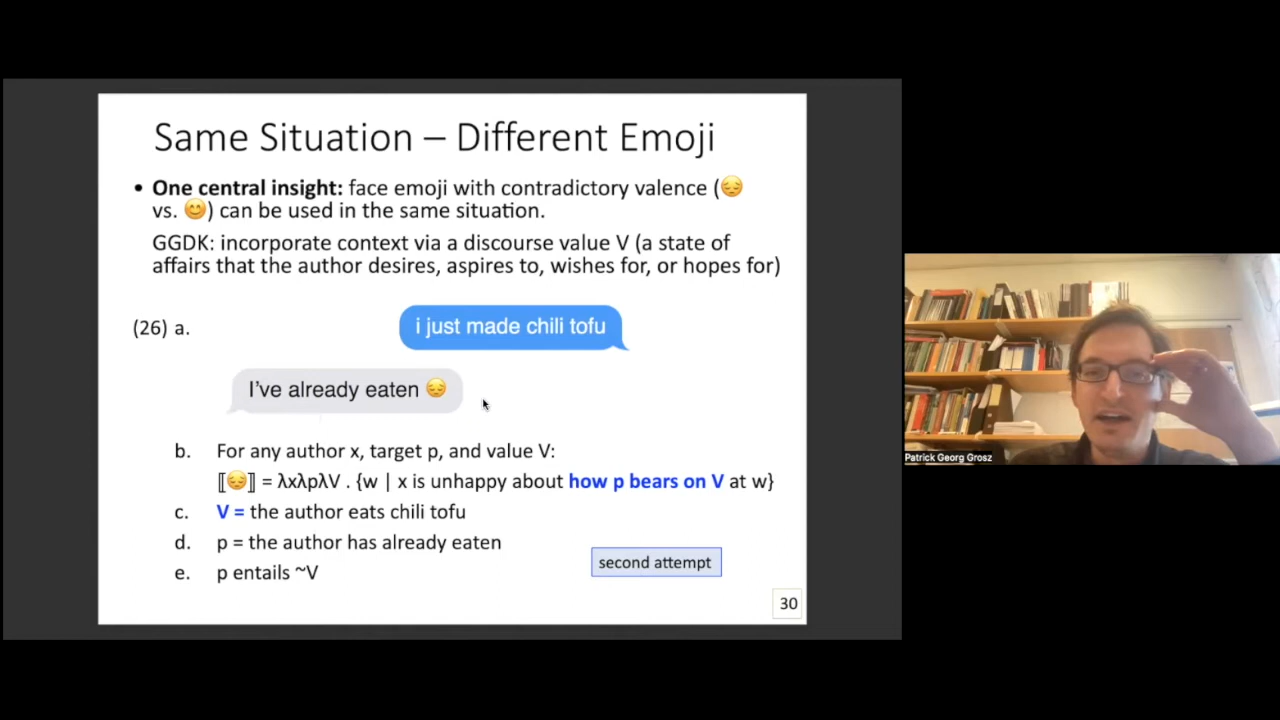 Same Situation – Different Emoji
• One central insight: face emoji with contradictory valence (😔
vs. 😊) can be used in the same situation.
GGDK: incorporate context via a discourse value V (a state of
affairs that the author desires, aspires to, wishes for, or hopes for)
(26) a.
i just made chili tofu
I've already eaten 😔
b. For any author x, target p, and value V:
⟦😔⟧ = λxλpλV . {w | x is unhappy about how p bears on V at w}
c. V = the author eats chili tofu
d. p = the author has already eaten
e. p entails ~V
second attempt
30
Patrick Georg Grosz